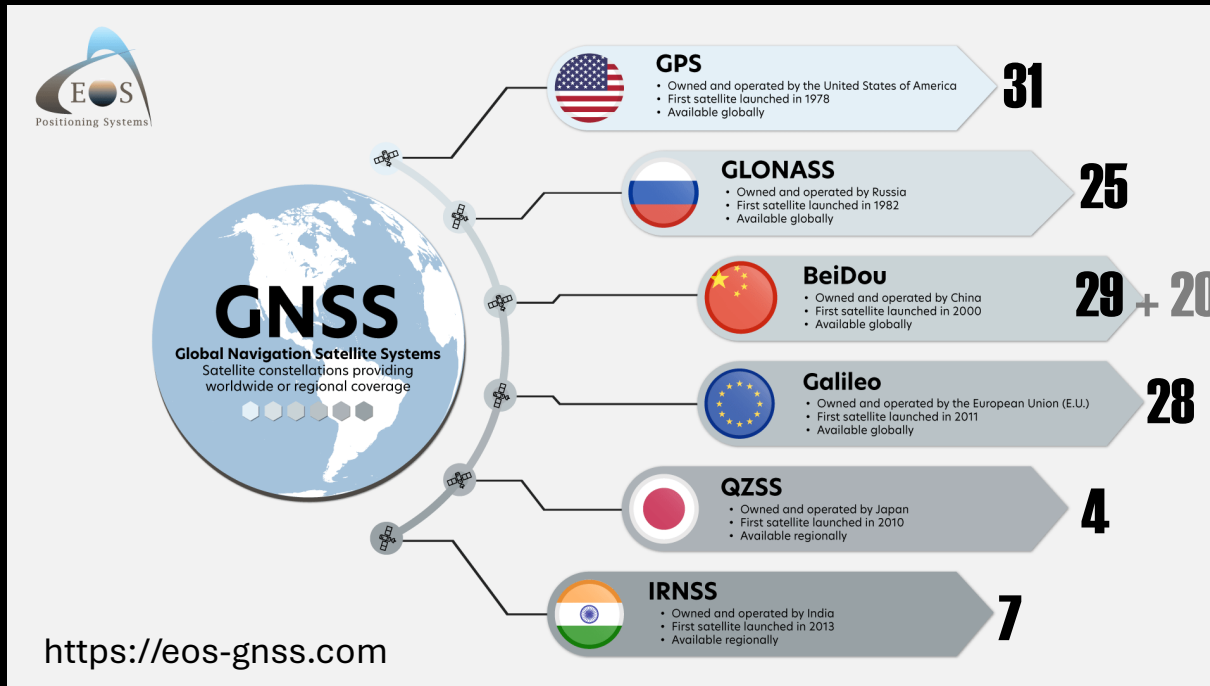 EOS
Positioning Systems
GPS
• Owned and operated by the United States of America
• First satellite launched in 1978
• Available globally
31
GLONASS
• Owned and operated by Russia
• First satellite launched in 1982
• Available globally
25
BeiDou
• Owned and operated by China
• First satellite launched in 2000
• Available globally
29 + 20
Galileo
• Owned and operated by the European Union (E.U.)
• First satellite launched in 2011
• Available globally
28
QZSS
• Owned and operated by Japan
• First satellite launched in 2010
• Available regionally
4
IRNSS
• Owned and operated by India
• First satellite launched in 2013
• Available regionally
7
GNSS
Global Navigation Satellite Systems
Satellite constellations providing
worldwide or regional coverage
https://eos-gnss.com